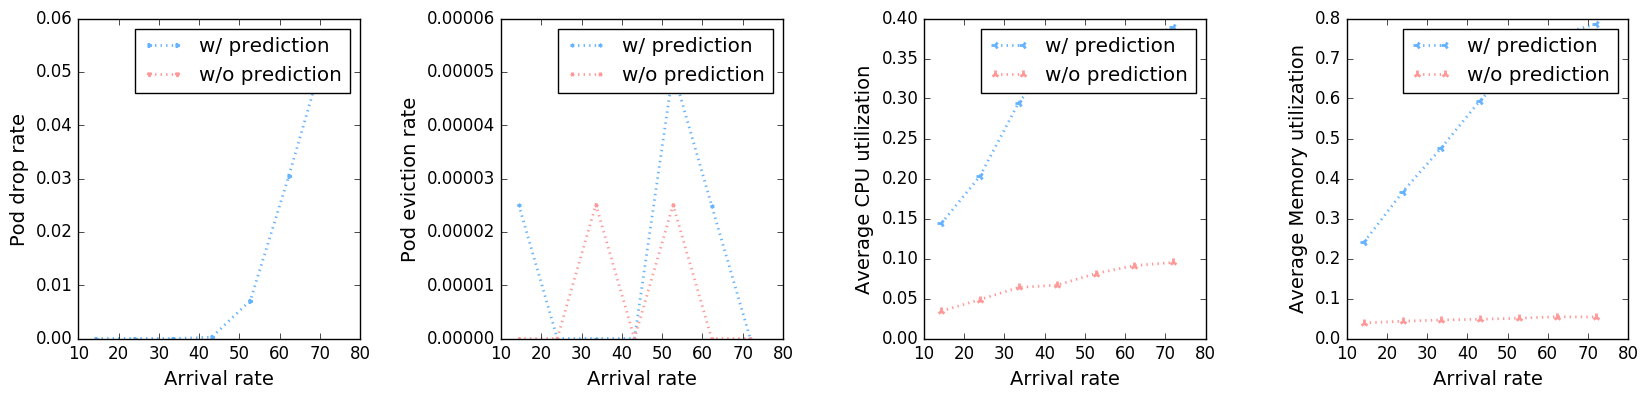 Pod drop rate
0.06
0.05
0.04
0.03
0.02
0.01
0.00
10 20 30 40 50 60 70 80
Arrival rate
w/ prediction
w/o prediction
Pod eviction rate
0.00006
0.00005
0.00004
0.00003
0.00002
0.00001
0.00000
10 20 30 40 50 60 70 80
Arrival rate
w/ prediction
w/o prediction
Average CPU utilization
0.40
0.35
0.30
0.25
0.20
0.15
0.10
0.05
0.00
10 20 30 40 50 60 70 80
Arrival rate
w/ prediction
w/o prediction
Average Memory utilization
0.8
0.7
0.6
0.5
0.4
0.3
0.2
0.1
0.0
10 20 30 40 50 60 70 80
Arrival rate
w/ prediction
w/o prediction